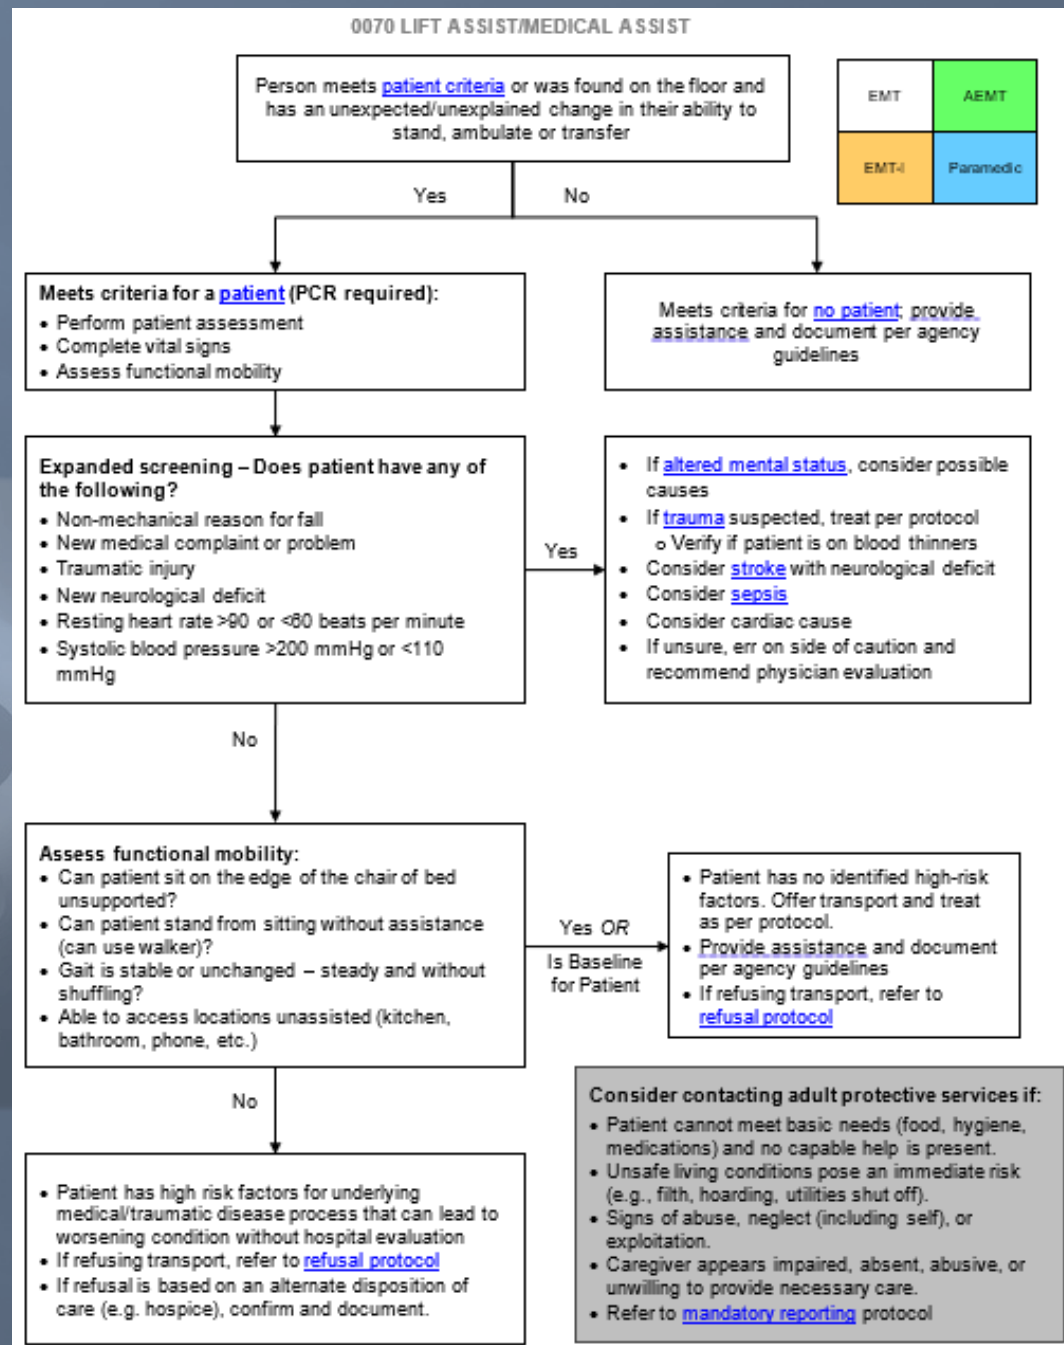 0070 LIFT ASSIST/MEDICAL ASSIST
Person meets patient criteria or was found on the floor and
has an unexpected/unexplained change in their ability to
stand, ambulate or transfer
EMT
AEMT
EMT-I
Paramedic
Yes
No
Meets criteria for a patient (PCR required):
• Perform patient assessment
• Complete vital signs
• Assess functional mobility
Meets criteria for no patient; provide
assistance and document per agency
guidelines
Expanded screening – Does patient have any of
the following?
• Non-mechanical reason for fall
• New medical complaint or problem
• Traumatic injury
• New neurological deficit
• Resting heart rate >90 or <60 beats per minute
• Systolic blood pressure >200 mmHg or <110
mmHg
Yes
• If altered mental status, consider possible
causes
• If trauma suspected, treat per protocol
o Verify if patient is on blood thinners
• Consider stroke with neurological deficit
• Consider sepsis
• Consider cardiac cause
• If unsure, err on side of caution and
recommend physician evaluation
No
Assess functional mobility:
• Can patient sit on the edge of the chair of bed
unsupported?
• Can patient stand from sitting without assistance
(can use walker)?
• Gait is stable or unchanged – steady and without
shuffling?
• Able to access locations unassisted (kitchen,
bathroom, phone, etc.)
Yes OR
Is Baseline
for Patient
• Patient has no identified high-risk
factors. Offer transport and treat
as per protocol.
• Provide assistance and document
per agency guidelines
• If refusing transport, refer to
refusal protocol
No
• Patient has high risk factors for underlying
medical/traumatic disease process that can lead to
worsening condition without hospital evaluation
• If refusing transport, refer to refusal protocol
• If refusal is based on an alternate disposition of
care (e.g. hospice), confirm and document.
Consider contacting adult protective services if:
• Patient cannot meet basic needs (food, hygiene,
medications) and no capable help is present.
• Unsafe living conditions pose an immediate risk
(e.g., filth, hoarding, utilities shut off).
• Signs of abuse, neglect (including self), or
exploitation.
• Caregiver appears impaired, absent, abusive, or
unwilling to provide necessary care.
• Refer to mandatory reporting protocol